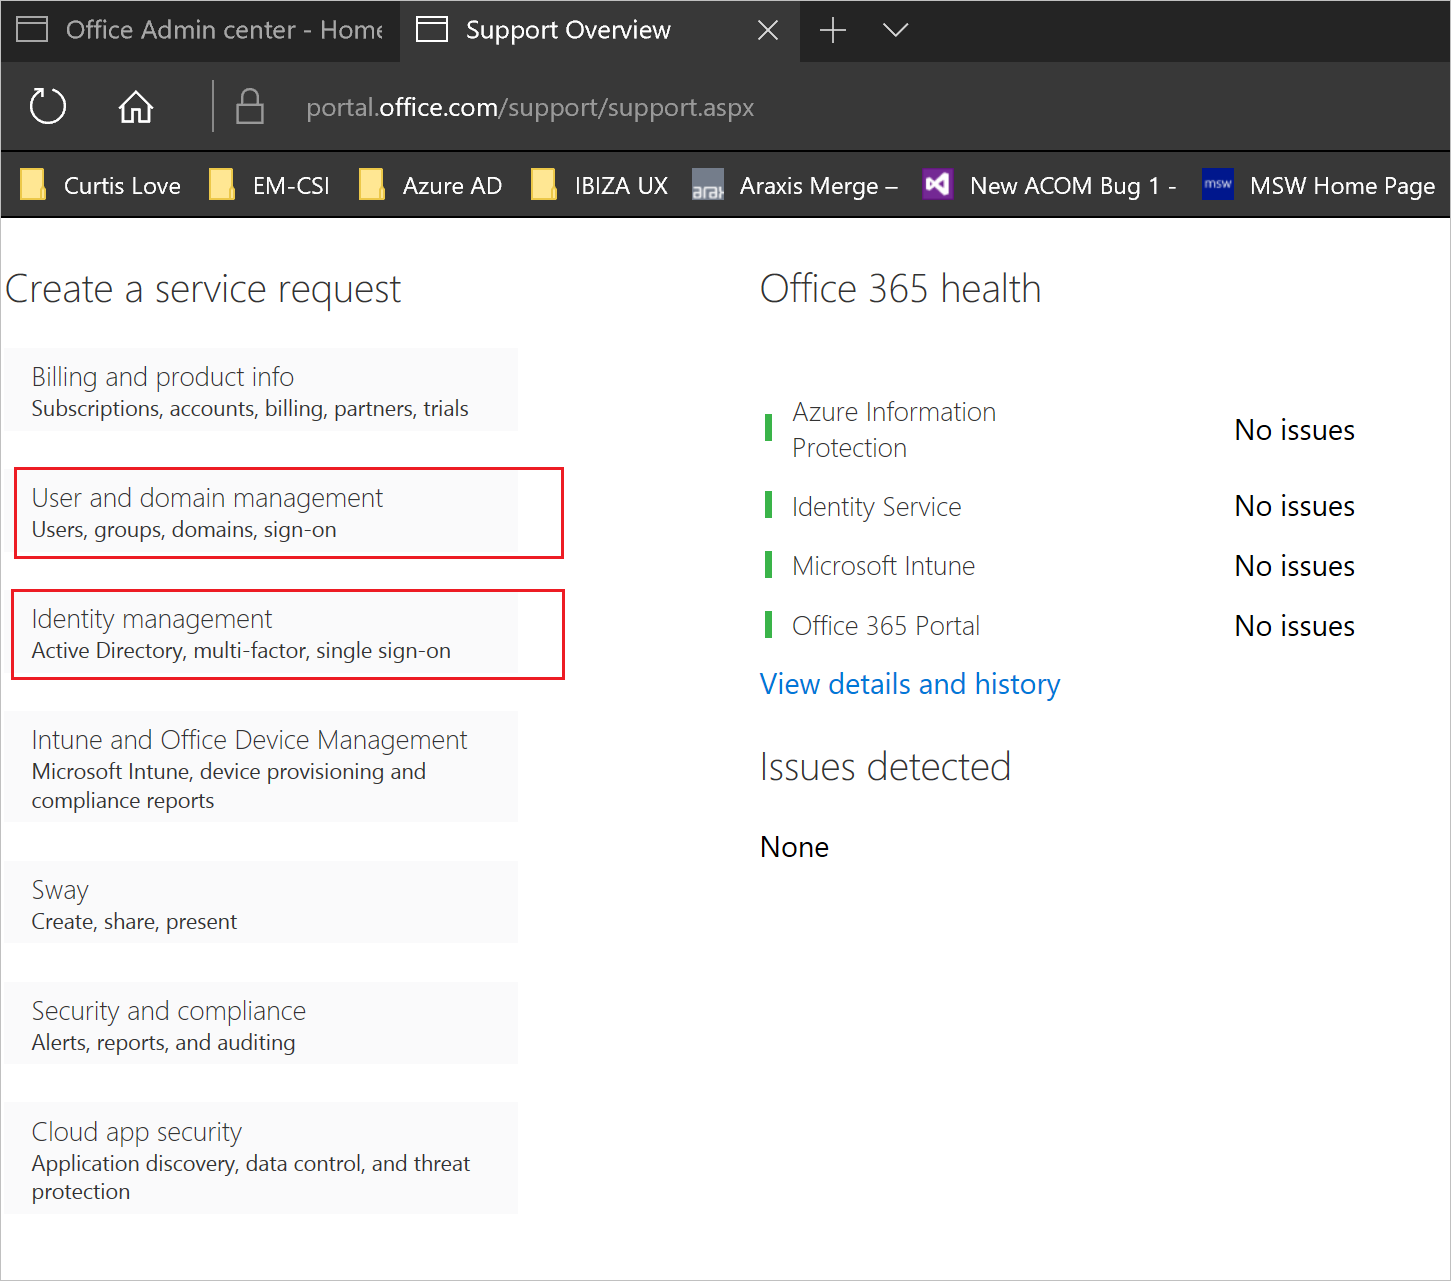 Office Admin center - Home
Support Overview
portal.office.com/support/support.aspx
Curtis Love
EM-CSI
Azure AD
IBIZA UX
arax
Araxis Merge –
New ACOM Bug 1 -
msw
MSW Home Page
Create a service request
Billing and product info
Subscriptions, accounts, billing, partners, trials
User and domain management
Users, groups, domains, sign-on
Identity management
Active Directory, multi-factor, single sign-on
Intune and Office Device Management
Microsoft Intune, device provisioning and
compliance reports
Sway
Create, share, present
Security and compliance
Alerts, reports, and auditing
Cloud app security
Application discovery, data control, and threat
protection
Office 365 health
Azure Information
Protection
No issues
Identity Service
No issues
Microsoft Intune
No issues
Office 365 Portal
No issues
View details and history
Issues detected
None